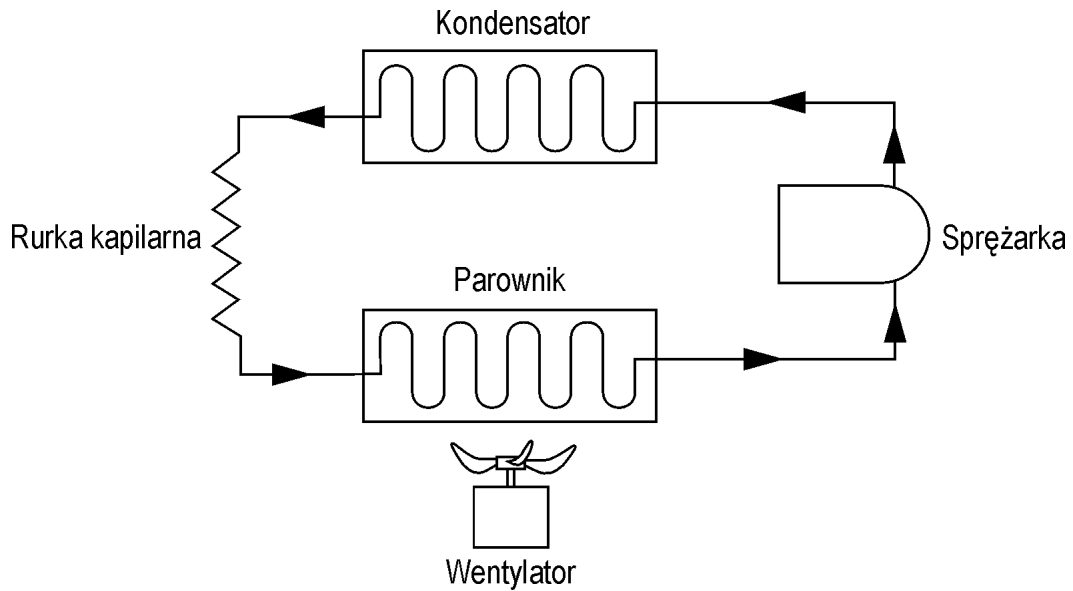 Kondensator
Rurka kapilarna
Sprężarka
Parownik
Wentylator